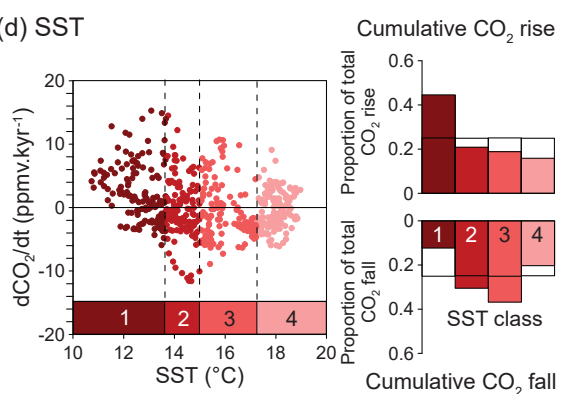 (d) SST
Cumulative CO₂ rise
dCO₂/dt (ppmv.kyr⁻¹)
20
10
0
-10
-20
1 2 3 4
10 12 14 16 18 20
SST (°C)
Proportion of total
CO₂ rise
0.6
0.4
0.2
0
Proportion of total
CO₂ fall
0
0.2
0.4
0.6
1 2 3 4
SST class
Cumulative CO₂ fall